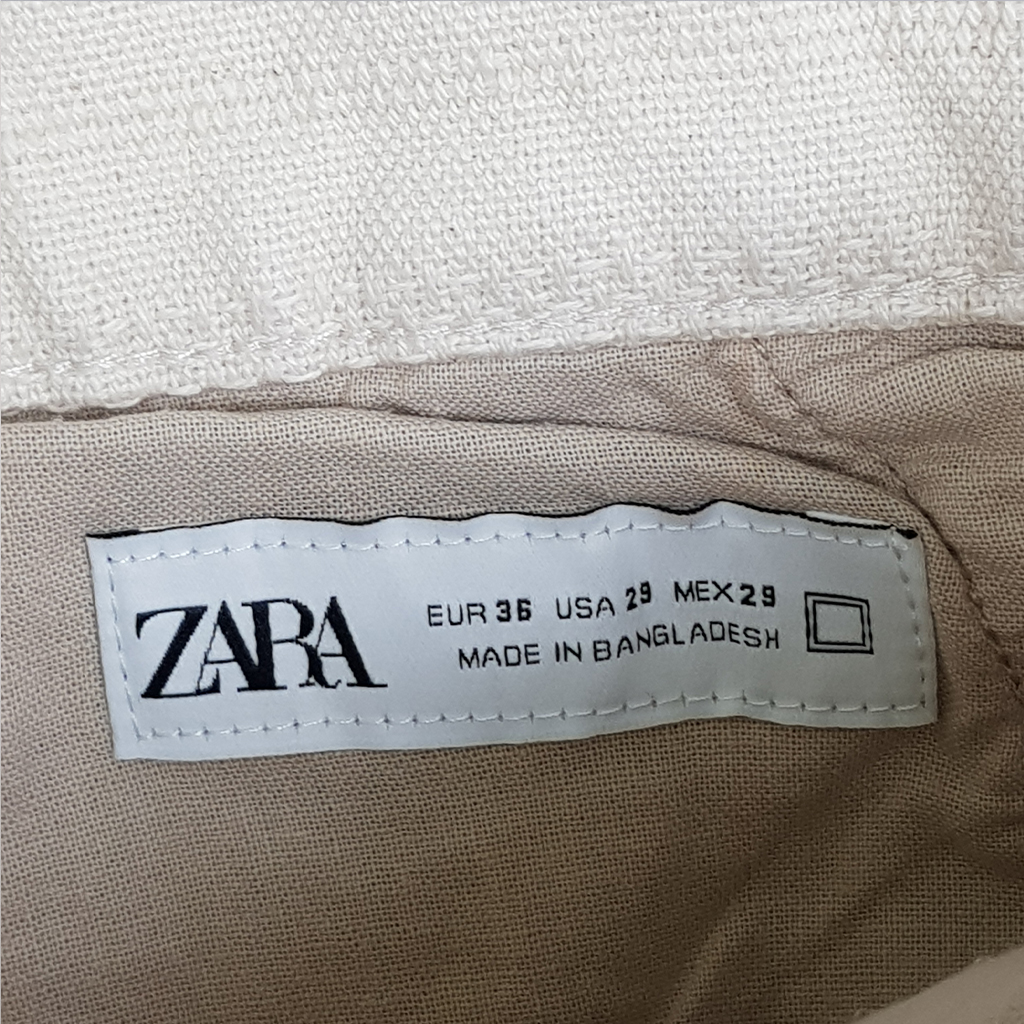 ZARA
EUR 36 USA 29 MEX 29
MADE IN BANGLADESH